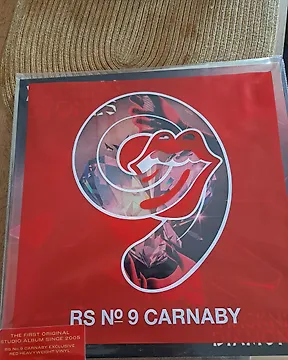 RS Nº 9 CARNABY
THE FIRST ORIGINAL
STUDIO ALBUM SINCE 2005
RS No. 9 CARNABY EXCLUSIVE
RED HEAVYWEIGHT VINYL